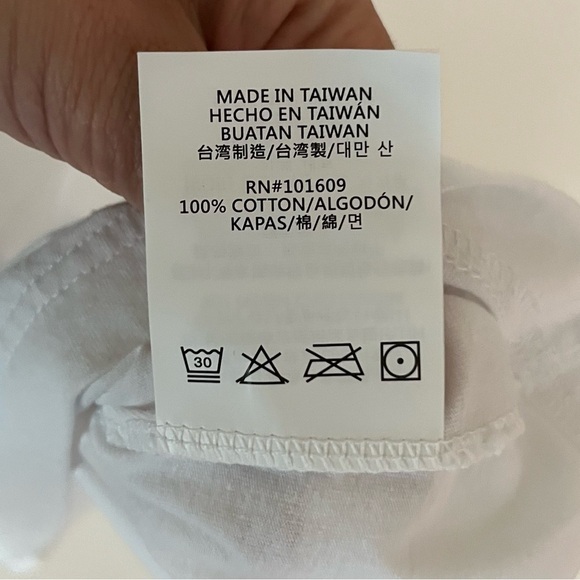 MADE IN TAIWAN
HECHO EN TAIWÁN
BUATAN TAIWAN
台湾制造/台湾製/대만 산
RN#101609
100% COTTON/ALGODÓN/
KAPAS/棉/綿/면
30